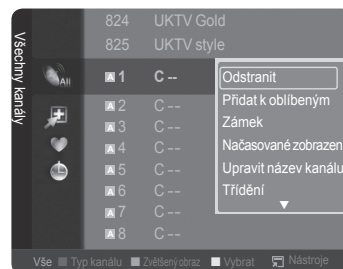 Všechny kanály
824 UKTV Gold
825 UKTV style
All
A 1 C --
A 2 C --
A 3 C --
A 4 C --
A 5 C --
A 6 C --
A 7 C --
A 8 C --
Odstranit
Přidat k oblíbeným
Zámek
Načasované zobrazen
Upravit název kanálu
Třídění
Vše Typ kanálu Zvětšený obraz Vybrat Nástroje